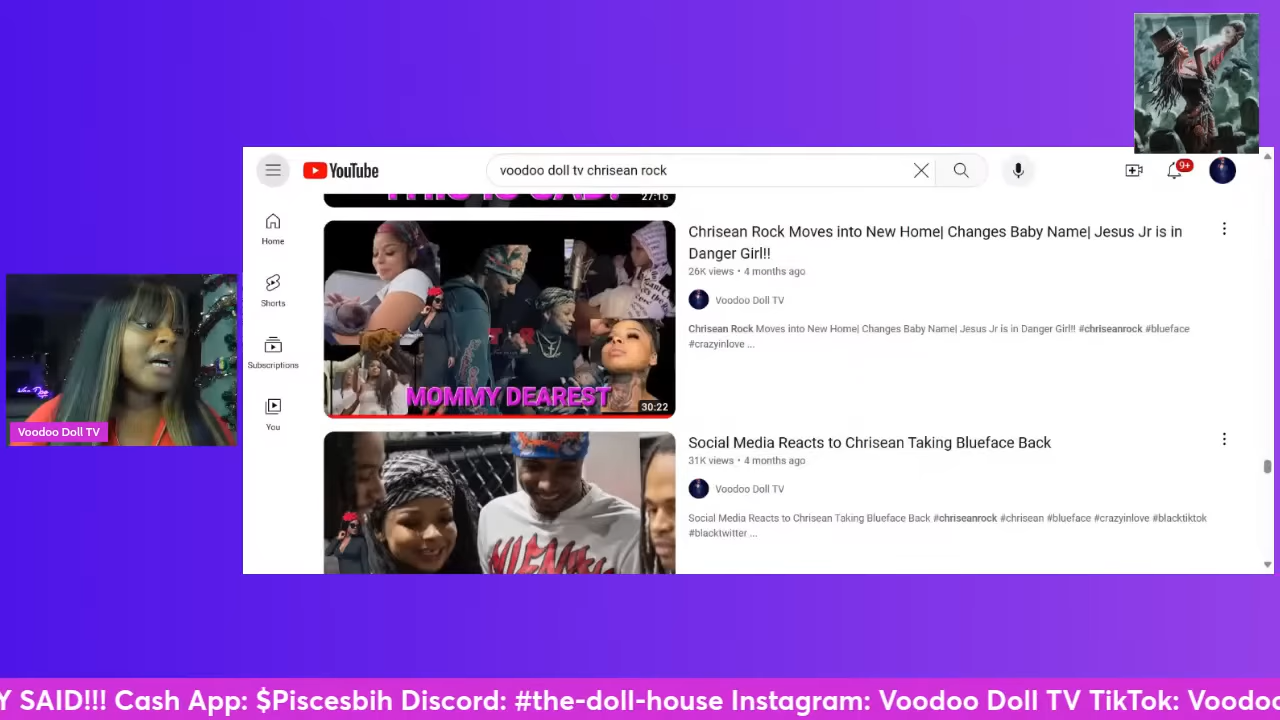 YouTube
voodoo doll tv chrisean rock
9+
27:16
Home
Shorts
Subscriptions
You
MOMMY DEAREST
30:22
Chrisean Rock Moves into New Home| Changes Baby Name| Jesus Jr is in
Danger Girl!!
26K views • 4 months ago
Voodoo Doll TV
Chrisean Rock Moves into New Home| Changes Baby Name| Jesus Jr is in Danger Girl!! #chriseanrock #blueface
#crazyinlove ...
Social Media Reacts to Chrisean Taking Blueface Back
31K views • 4 months ago
Voodoo Doll TV
Social Media Reacts to Chrisean Taking Blueface Back #chriseanrock #chrisean #blueface #crazyinlove #blacktiktok
#blacktwitter ...
Voodoo Doll TV
Y SAID!!! Cash App: $Piscesbih Discord: #the-doll-house Instagram: Voodoo Doll TV TikTok: Voodoo